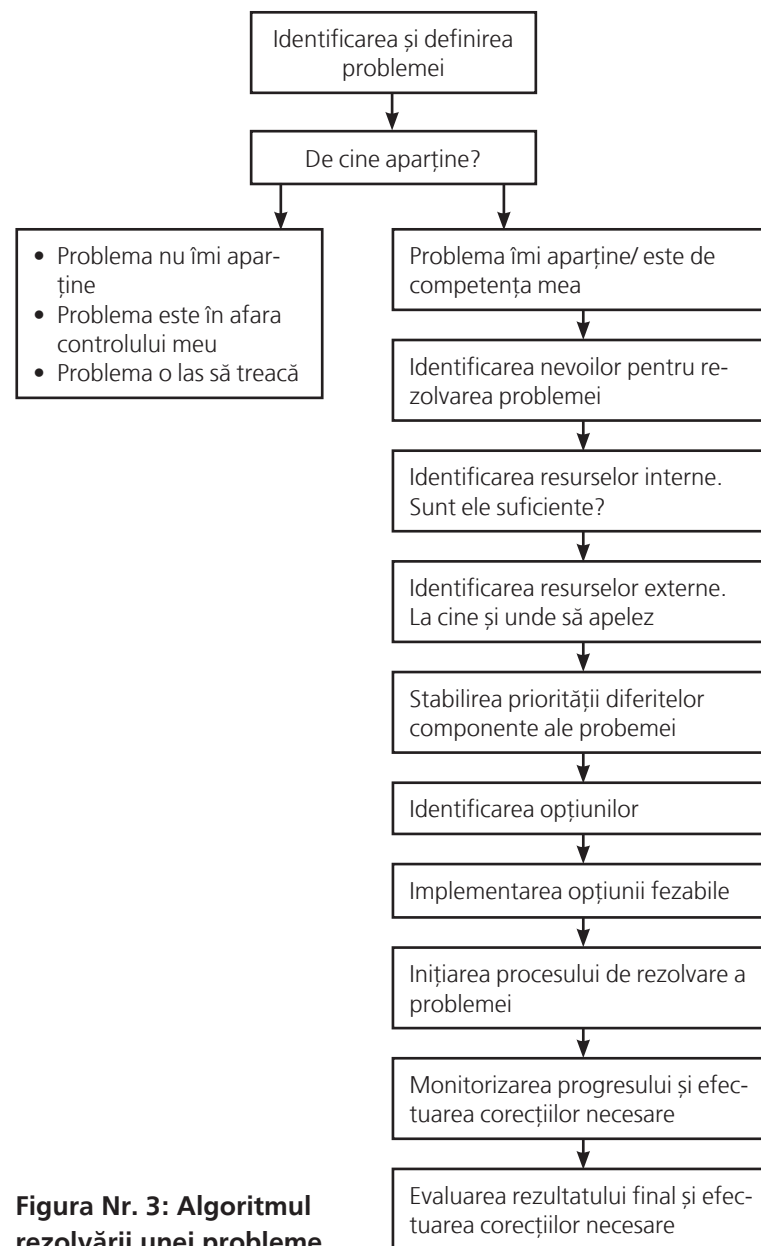 Identificarea și definirea
problemei
De cine aparține?
• Problema nu îmi apar-
ține
• Problema este în afara
controlului meu
• Problema o las să treacă
Problema îmi aparține/ este de
competența mea
Identificarea nevoilor pentru re-
zolvarea problemei
Identificarea resurselor interne.
Sunt ele suficiente?
Identificarea resurselor externe.
La cine și unde să apelez
Stabilirea priorității diferitelor
componente ale probemei
Identificarea opțiunilor
Implementarea opțiunii fezabile
Inițiarea procesului de rezolvare a
problemei
Monitorizarea progresului și efec-
tuarea corecțiilor necesare
Evaluarea rezultatului final și efec-
tuarea corecțiilor necesare
Figura Nr. 3: Algoritmul
rezolvării unei probleme